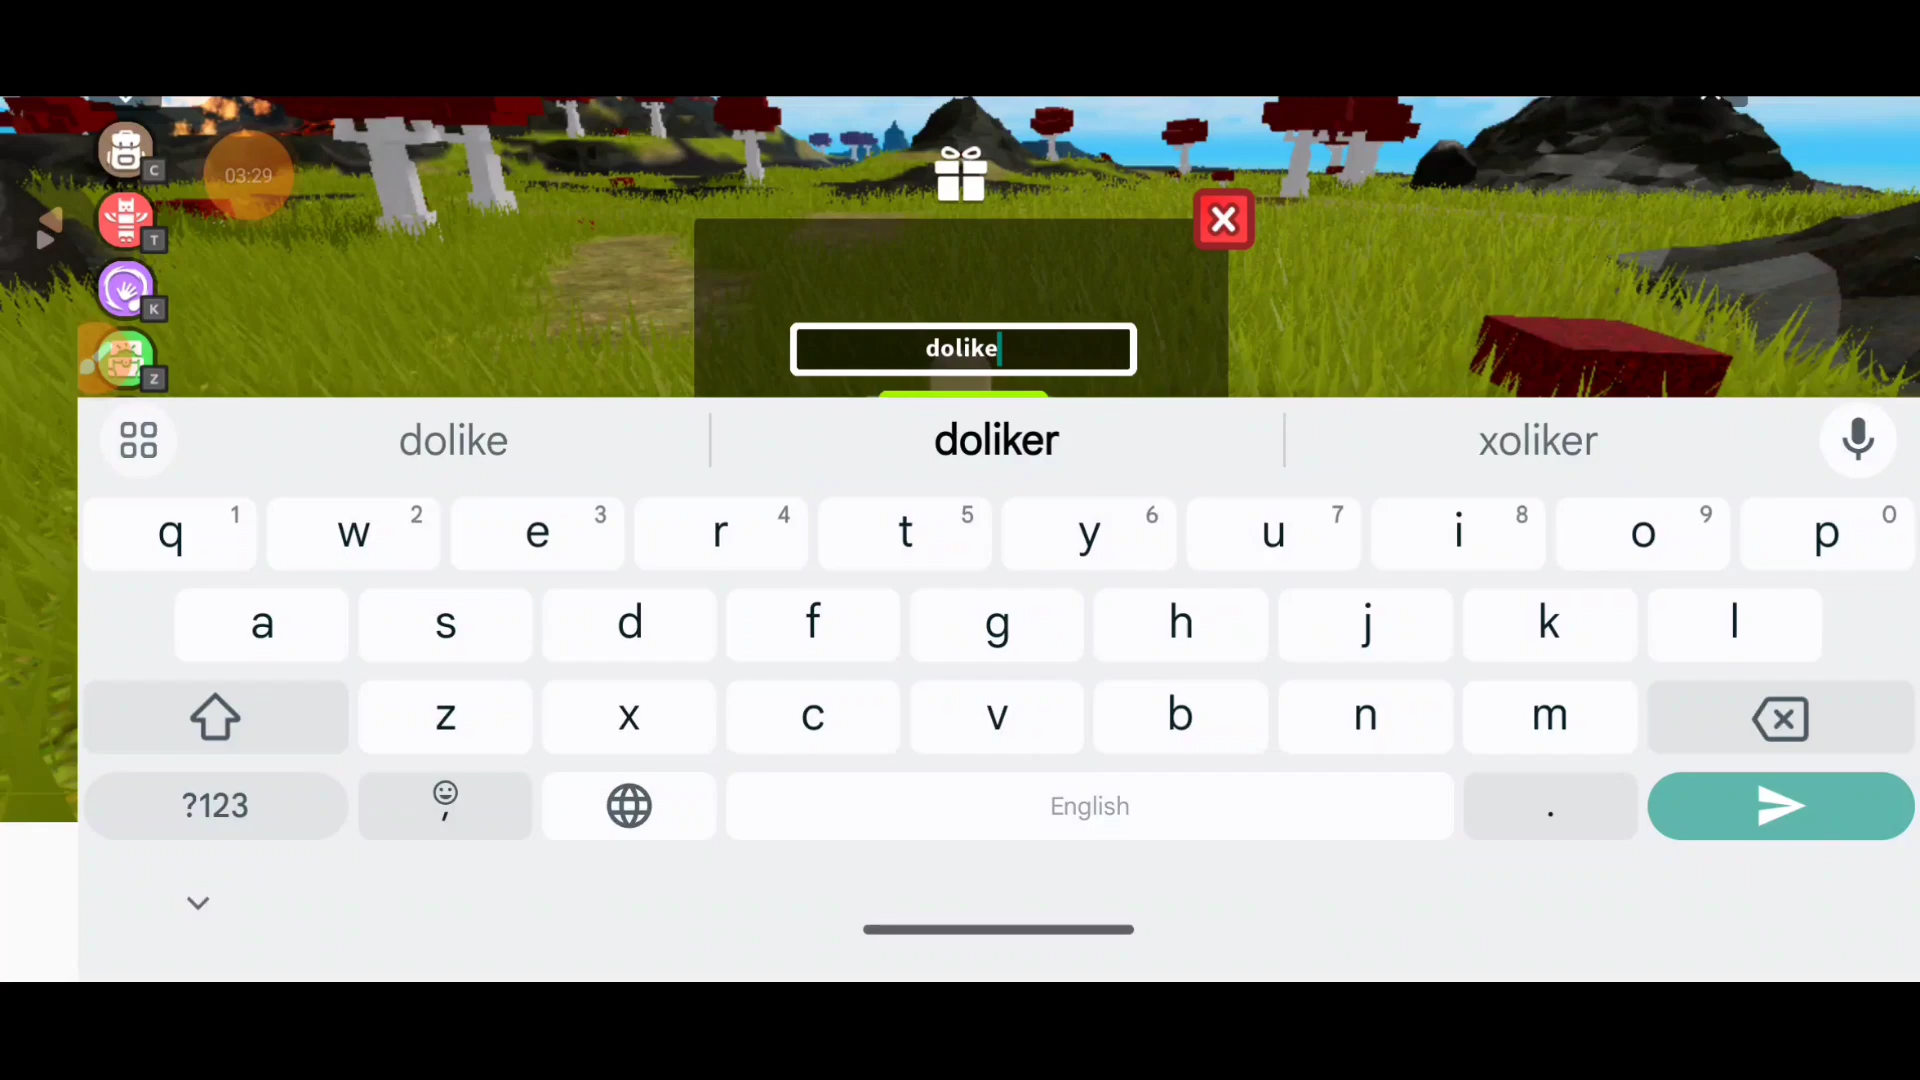 C
03:29
T
K
Z
dolike
dolike doliker xoliker
q 1 w 2 e 3 r 4 t 5 y 6 u 7 i 8 o 9 p 0
a s d f g h j k l
z x c v b n m
?123 , English .